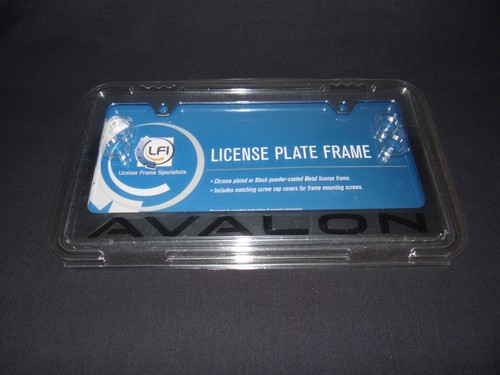 LFI
License Frame Specialists
LICENSE PLATE FRAME
• Chrome plated or Black powder-coated Metal license frame.
• Includes matching screw cap covers for frame mounting screws.
AVALON